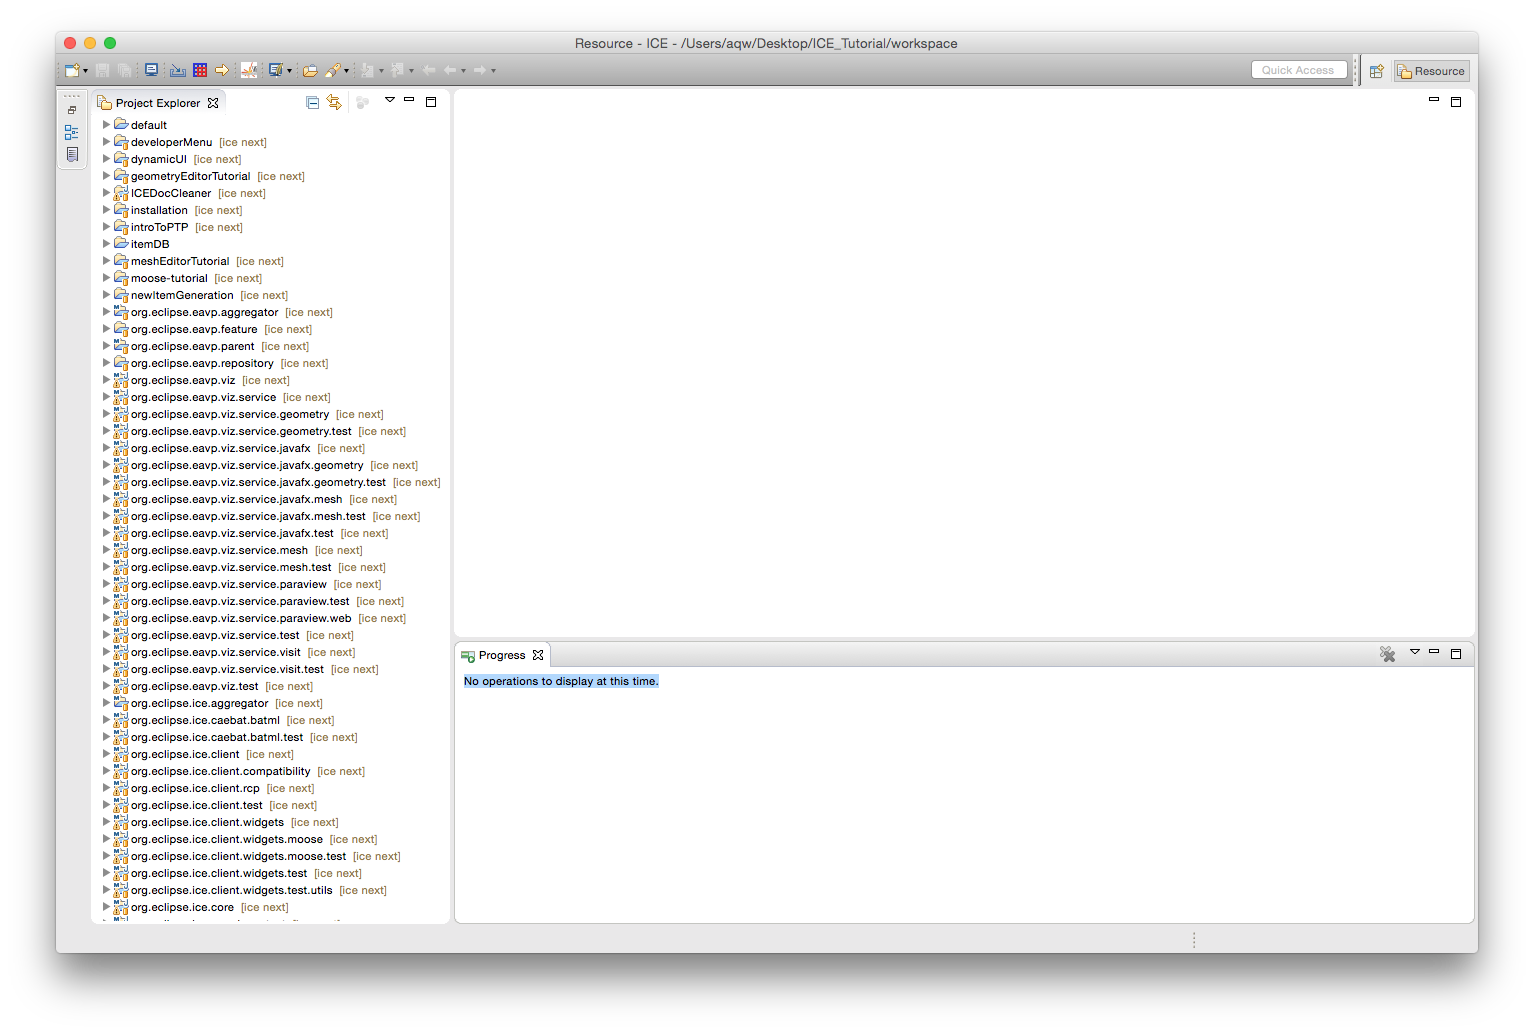 Resource - ICE - /Users/aqw/Desktop/ICE_Tutorial/workspace
Quick Access
Resource
Project Explorer
default
developerMenu [ice next]
dynamicUI [ice next]
geometryEditorTutorial [ice next]
ICEDocCleaner [ice next]
installation [ice next]
introToPTP [ice next]
itemDB
meshEditorTutorial [ice next]
moose-tutorial [ice next]
newItemGeneration [ice next]
org.eclipse.eavp.aggregator [ice next]
org.eclipse.eavp.feature [ice next]
org.eclipse.eavp.parent [ice next]
org.eclipse.eavp.repository [ice next]
org.eclipse.eavp.viz [ice next]
org.eclipse.eavp.viz.service [ice next]
org.eclipse.eavp.viz.service.geometry [ice next]
org.eclipse.eavp.viz.service.geometry.test [ice next]
org.eclipse.eavp.viz.service.javafx [ice next]
org.eclipse.eavp.viz.service.javafx.geometry [ice next]
org.eclipse.eavp.viz.service.javafx.geometry.test [ice next]
org.eclipse.eavp.viz.service.javafx.mesh [ice next]
org.eclipse.eavp.viz.service.javafx.mesh.test [ice next]
org.eclipse.eavp.viz.service.javafx.test [ice next]
org.eclipse.eavp.viz.service.mesh [ice next]
org.eclipse.eavp.viz.service.mesh.test [ice next]
org.eclipse.eavp.viz.service.paraview [ice next]
org.eclipse.eavp.viz.service.paraview.test [ice next]
org.eclipse.eavp.viz.service.paraview.web [ice next]
org.eclipse.eavp.viz.service.test [ice next]
org.eclipse.eavp.viz.service.visit [ice next]
org.eclipse.eavp.viz.service.visit.test [ice next]
org.eclipse.eavp.viz.test [ice next]
org.eclipse.ice.aggregator [ice next]
org.eclipse.ice.caebat.batml [ice next]
org.eclipse.ice.caebat.batml.test [ice next]
org.eclipse.ice.client [ice next]
org.eclipse.ice.client.compatibility [ice next]
org.eclipse.ice.client.rcp [ice next]
org.eclipse.ice.client.test [ice next]
org.eclipse.ice.client.widgets [ice next]
org.eclipse.ice.client.widgets.moose [ice next]
org.eclipse.ice.client.widgets.moose.test [ice next]
org.eclipse.ice.client.widgets.test [ice next]
org.eclipse.ice.client.widgets.test.utils [ice next]
org.eclipse.ice.core [ice next]
Progress
No operations to display at this time.